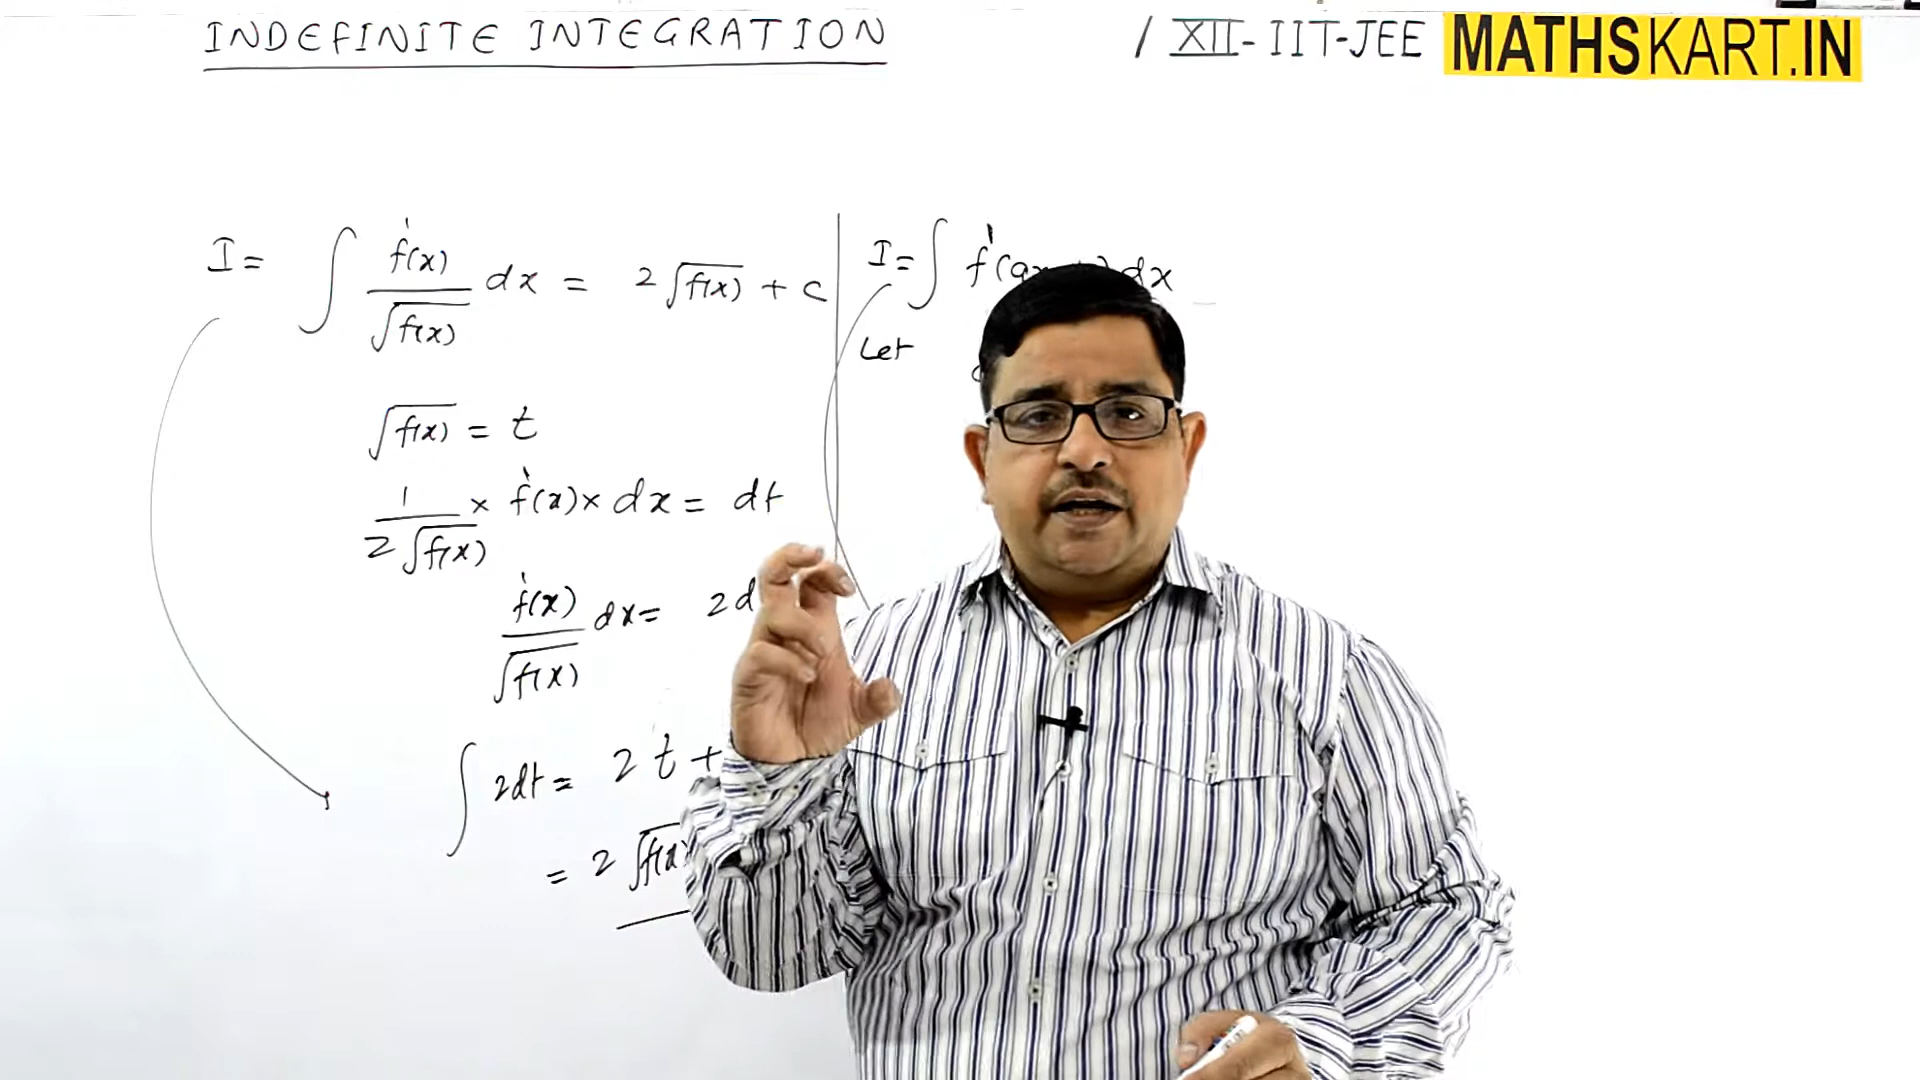 INDEFINITE INTEGRATION / XII-IIT-JEE MATHSKART.IN
I = ∫ f'(x)/√f(x) dx = 2√f(x) + c
√f(x) = t
1/2√f(x) × f'(x) × dx = dt
f'(x)/√f(x) dx = 2d
∫ 2dt = 2t +
= 2√f(x)
I = ∫ f'(ax dx
Let